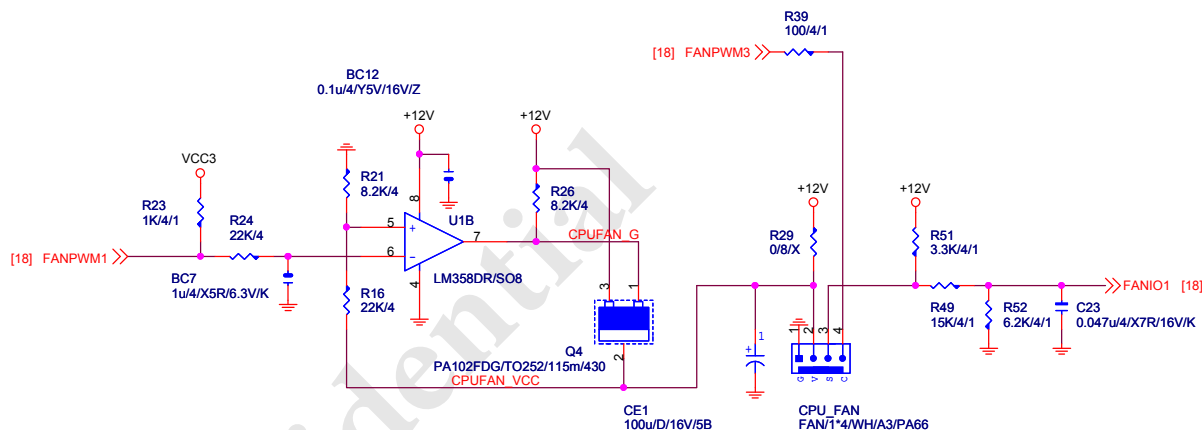 R39
100/4/1
[18] FANPWM3
BC12
0.1u/4/Y5V/16V/Z
+12V
+12V
VCC3
R21
8.2K/4
8
R26
8.2K/4
R23
1K/4/1
R24
22K/4
U1B
5
+
6
-
7
CPUFAN_G
+12V
R29
0/8/X
+12V
R51
3.3K/4/1
[18] FANPWM1
BC7
1u/4/X5R/6.3V/K
4
LM358DR/SO8
R16
22K/4
3
1
FANIO1 [18]
R49
15K/4/1
R52
6.2K/4/1
C23
0.047u/4/X7R/16V/K
Q4
2
PA102FDG/TO252/115m/430
CPUFAN_VCC
+
1
1
2
3
4
G
V
S
C
CE1
100u/D/16V/5B
CPU_FAN
FAN/1*4/WH/A3/PA66
fidential